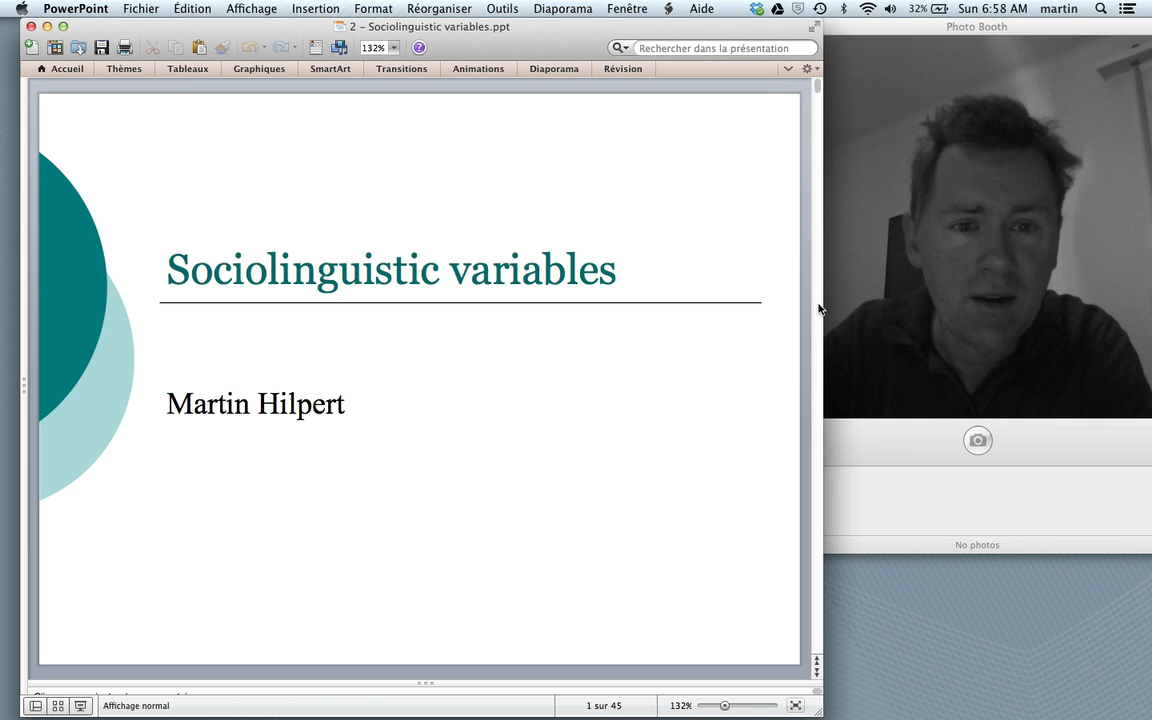 PowerPoint Fichier Édition Affichage Insertion Format Réorganiser Outils Diaporama Fenêtre Aide 32% Sun 6:58 AM martin
2 – Sociolinguistic variables.ppt
Photo Booth
132% Rechercher dans la présentation
Accueil Thèmes Tableaux Graphiques SmartArt Transitions Animations Diaporama Révision
Sociolinguistic variables
Martin Hilpert
No photos
Affichage normal 1 sur 45 132%